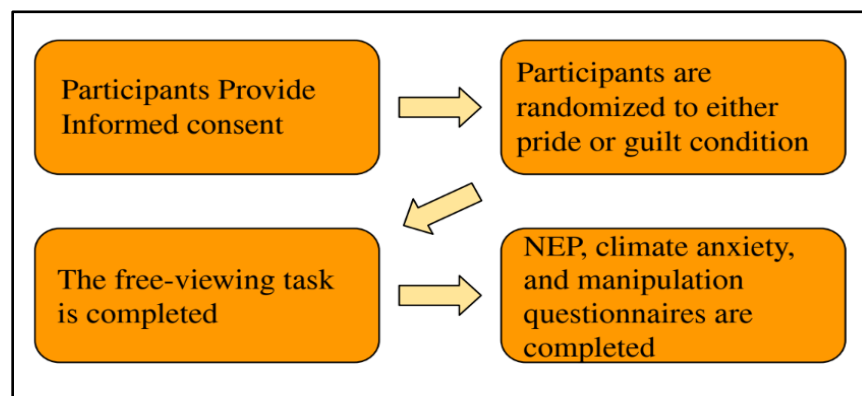 Participants Provide
Informed consent
Participants are
randomized to either
pride or guilt condition
The free-viewing task
is completed
NEP, climate anxiety,
and manipulation
questionnaires are
completed